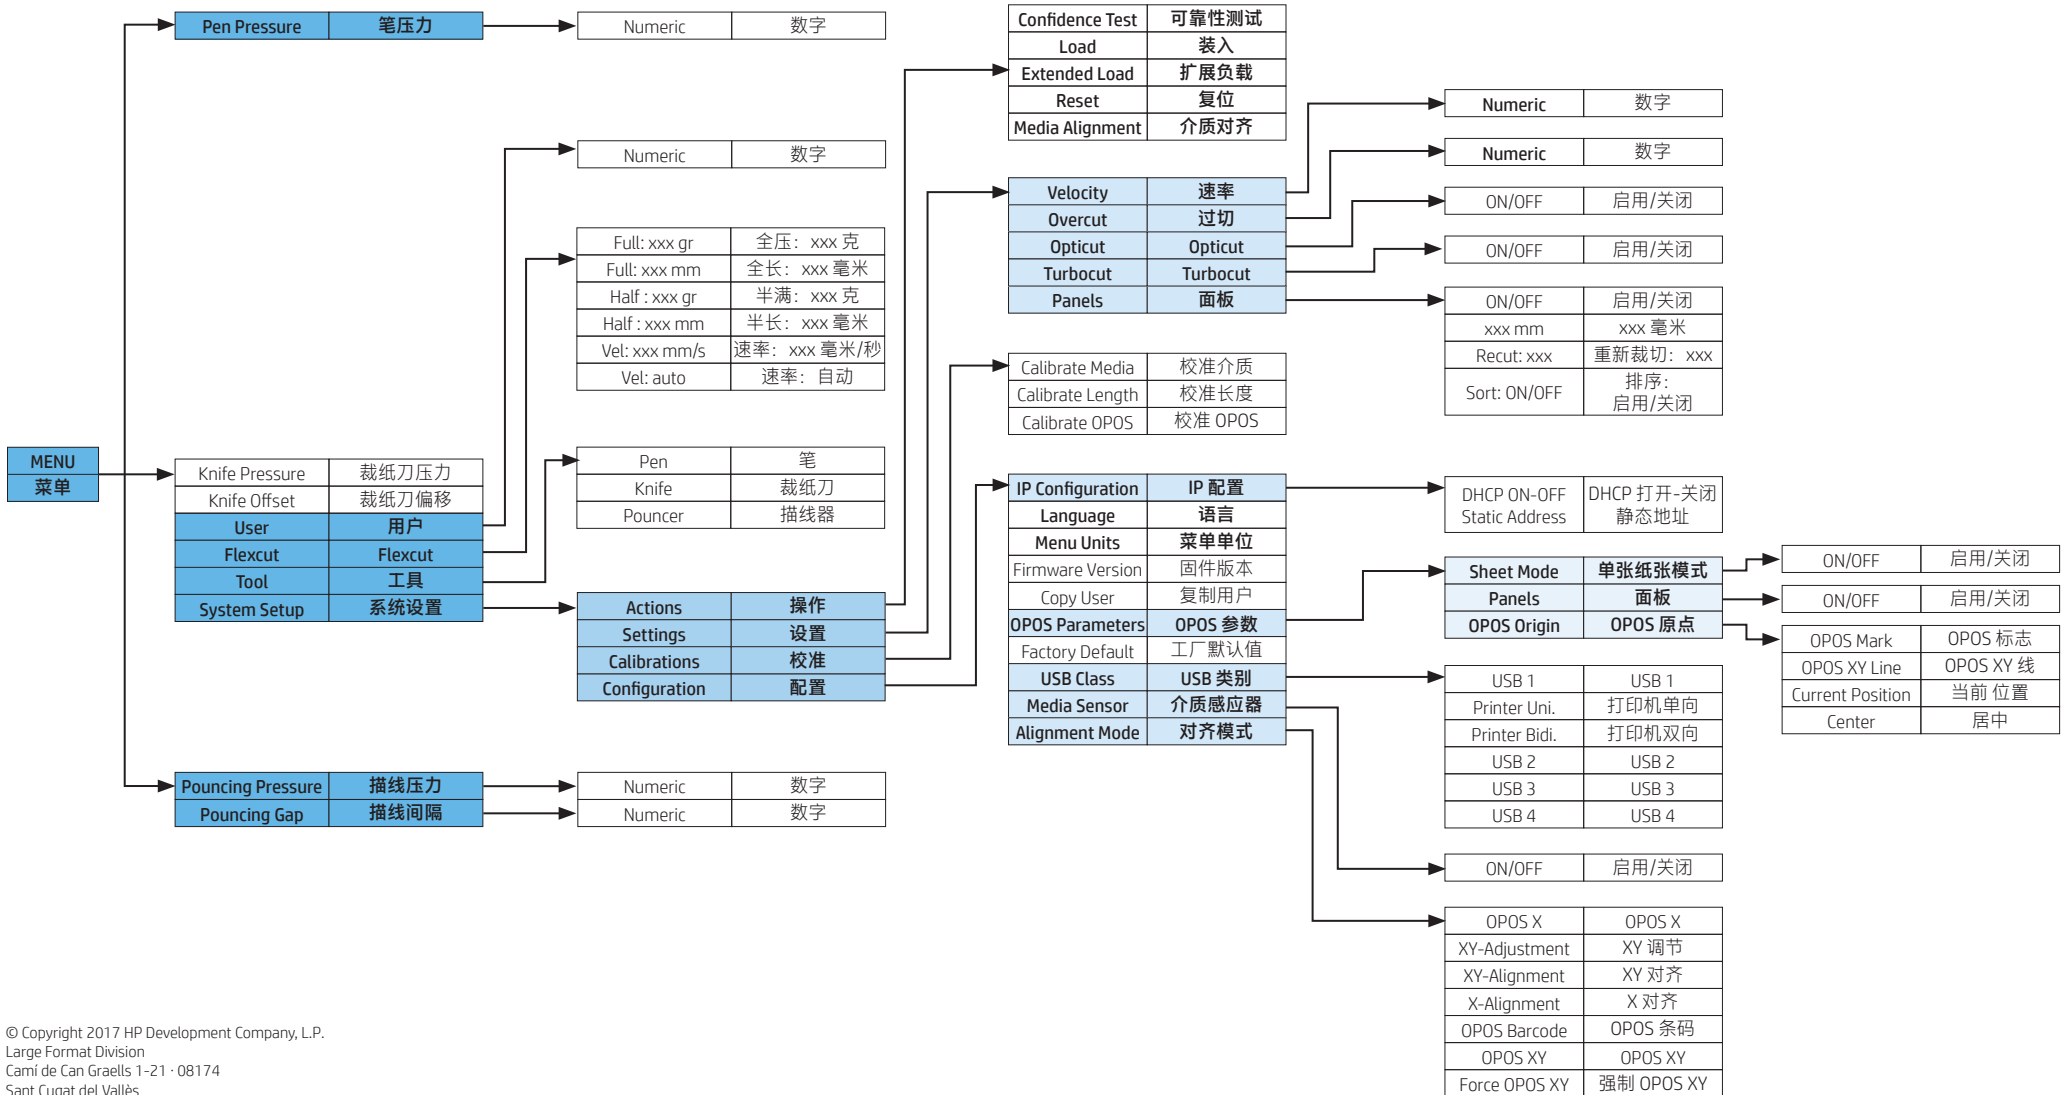 MENU
菜单
Pen Pressure 笔压力
Knife Pressure 裁纸刀压力
Knife Offset 裁纸刀偏移
User 用户
Flexcut Flexcut
Tool 工具
System Setup 系统设置
Pouncing Pressure 描线压力
Pouncing Gap 描线间隔
Numeric 数字
Numeric 数字
Full: xxx gr 全压：xxx 克
Full: xxx mm 全长：xxx 毫米
Half : xxx gr 半满：xxx 克
Half : xxx mm 半长：xxx 毫米
Vel: xxx mm/s 速率：xxx 毫米/秒
Vel: auto 速率：自动
Pen 笔
Knife 裁纸刀
Pouncer 描线器
Actions 操作
Settings 设置
Calibrations 校准
Configuration 配置
Numeric 数字
Numeric 数字
Confidence Test 可靠性测试
Load 装入
Extended Load 扩展负载
Reset 复位
Media Alignment 介质对齐
Velocity 速率
Overcut 过切
Opticut Opticut
Turbocut Turbocut
Panels 面板
Calibrate Media 校准介质
Calibrate Length 校准长度
Calibrate OPOS 校准 OPOS
IP Configuration IP 配置
Language 语言
Menu Units 菜单单位
Firmware Version 固件版本
Copy User 复制用户
OPOS Parameters OPOS 参数
Factory Default 工厂默认值
USB Class USB 类别
Media Sensor 介质感应器
Alignment Mode 对齐模式
Numeric 数字
Numeric 数字
ON/OFF 启用/关闭
ON/OFF 启用/关闭
ON/OFF 启用/关闭
xxx mm xxx 毫米
Recut: xxx 重新裁切：xxx
Sort: ON/OFF 排序：
启用/关闭
DHCP ON-OFF DHCP 打开-关闭
Static Address 静态地址
Sheet Mode 单张纸张模式
Panels 面板
OPOS Origin OPOS 原点
USB 1 USB 1
Printer Uni. 打印机单向
Printer Bidi. 打印机双向
USB 2 USB 2
USB 3 USB 3
USB 4 USB 4
ON/OFF 启用/关闭
OPOS X OPOS X
XY-Adjustment XY 调节
XY-Alignment XY 对齐
X-Alignment X 对齐
OPOS Barcode OPOS 条码
OPOS XY OPOS XY
Force OPOS XY 强制 OPOS XY
ON/OFF 启用/关闭
ON/OFF 启用/关闭
OPOS Mark OPOS 标志
OPOS XY Line OPOS XY 线
Current Position 当前 位置
Center 居中
© Copyright 2017 HP Development Company, L.P.
Large Format Division
Camí de Can Graells 1-21 · 08174
Sant Cugat del Vallès